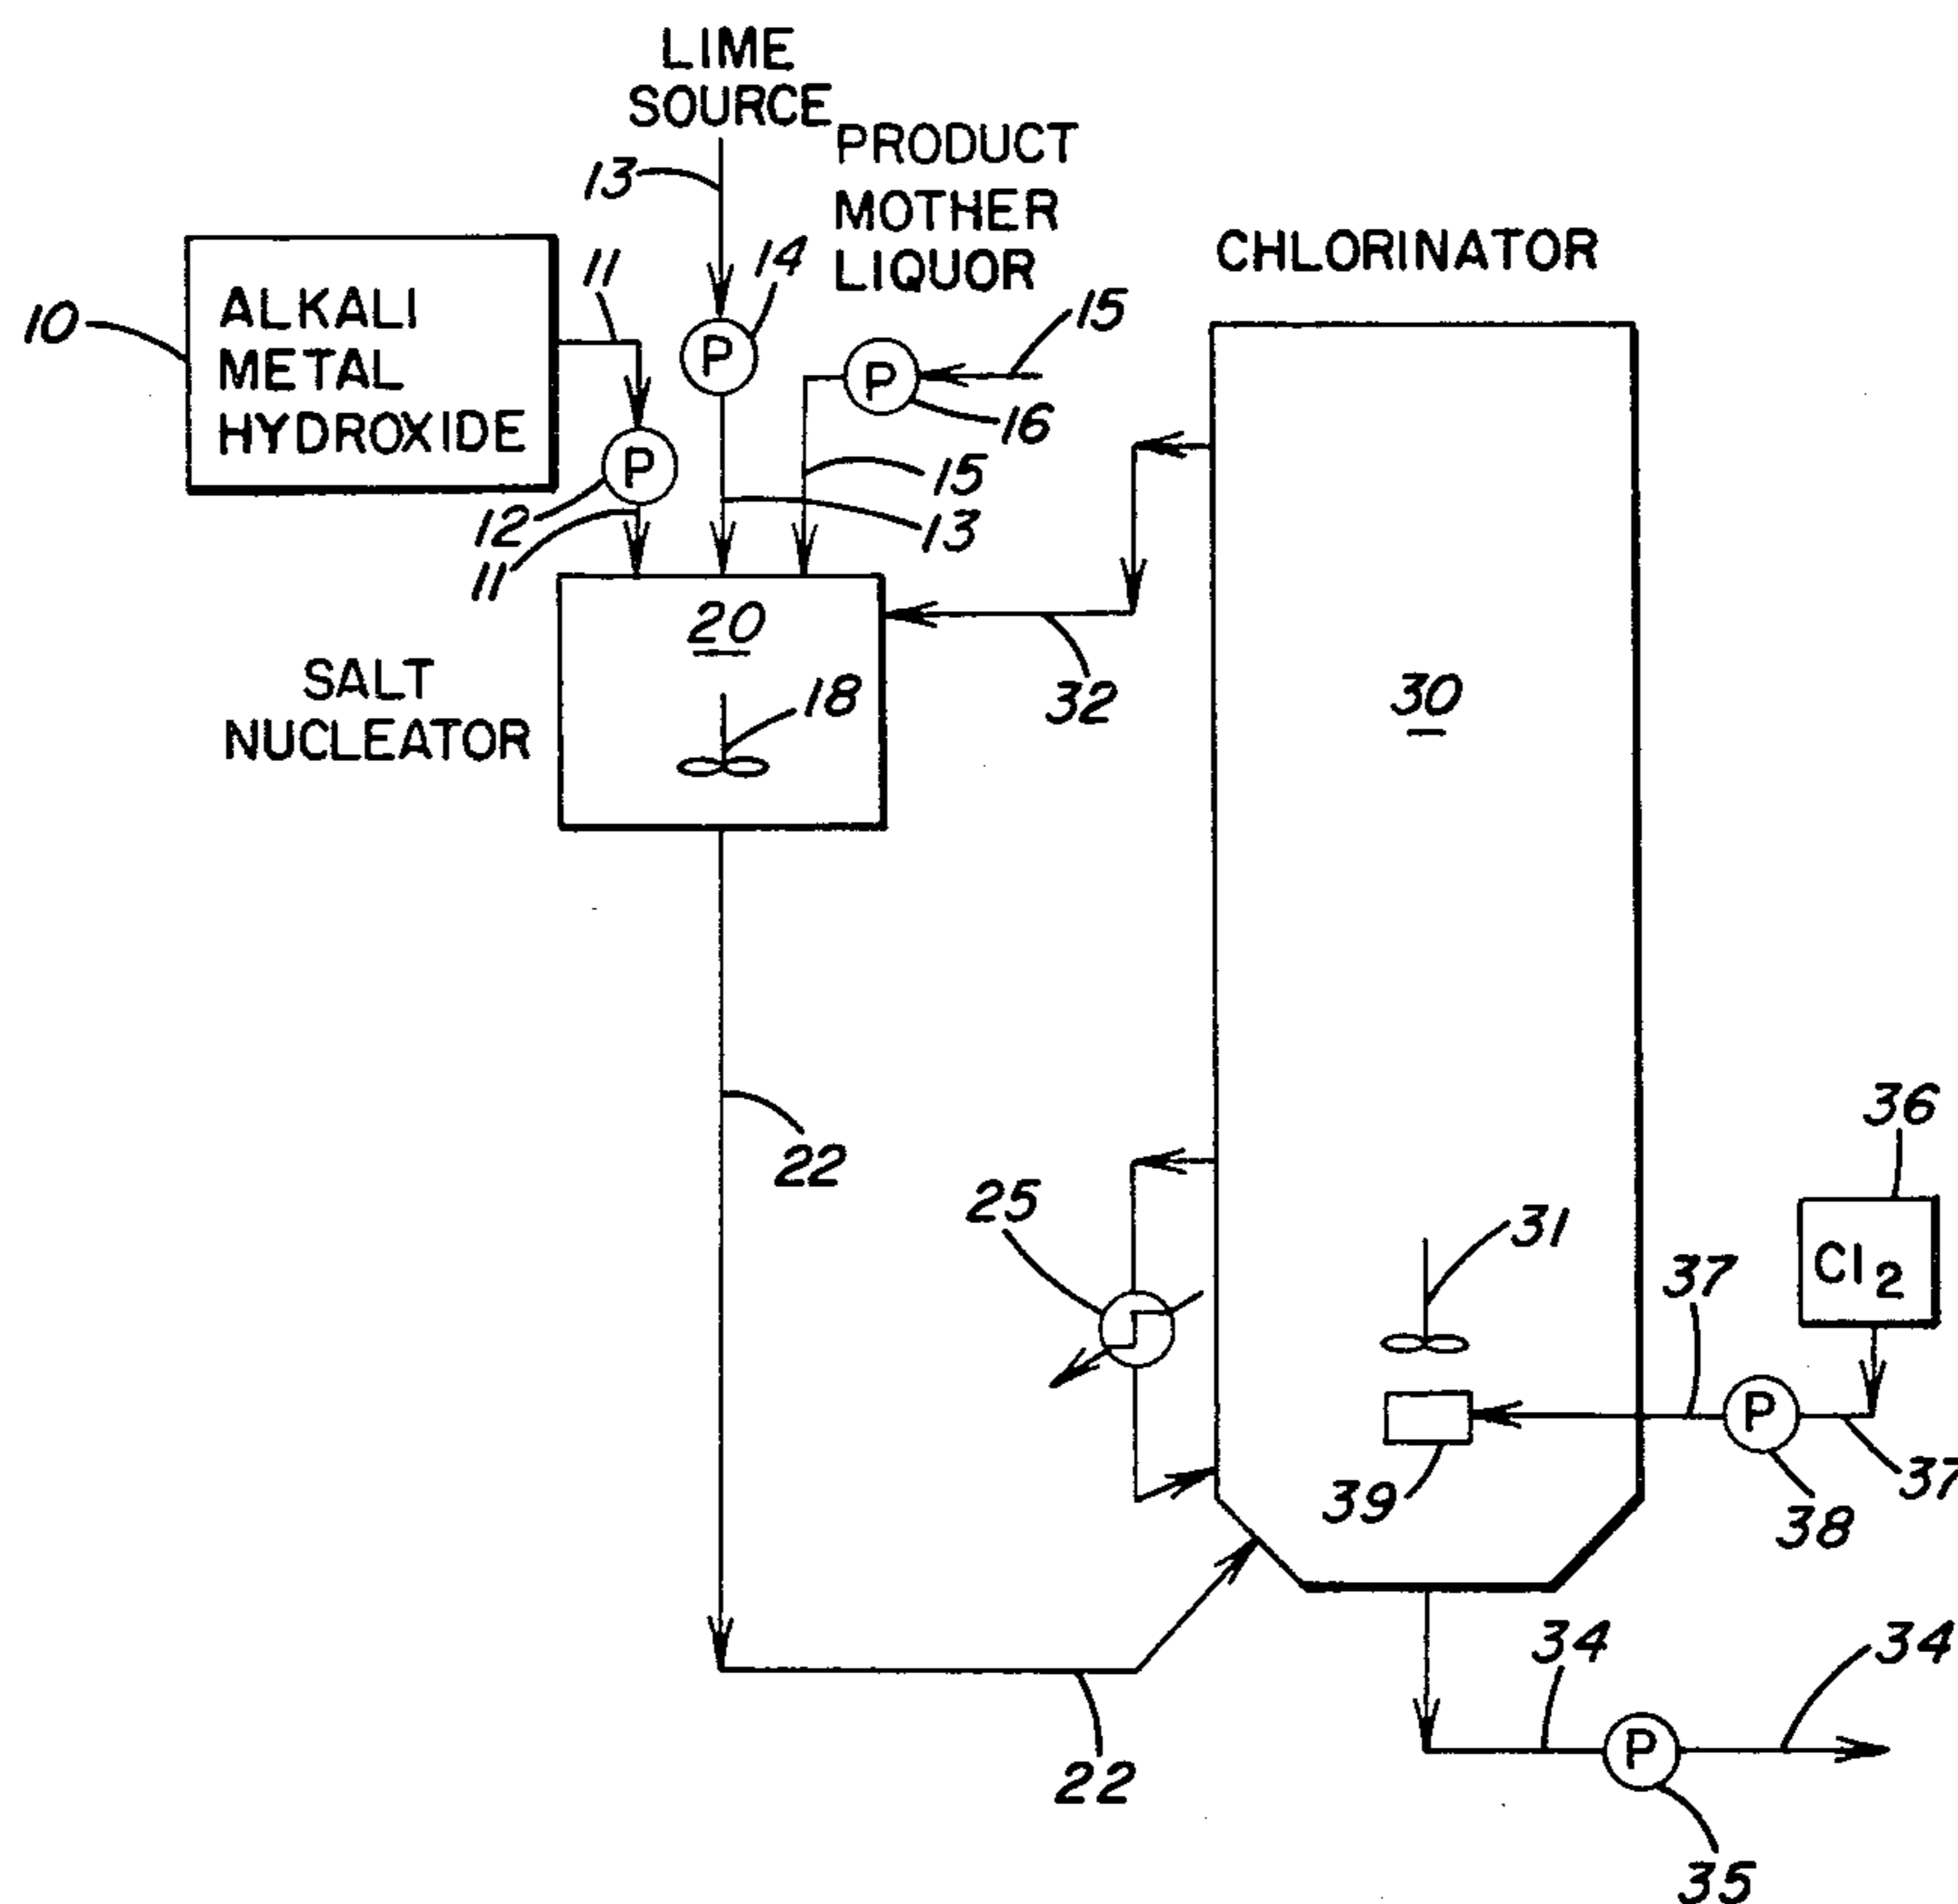 LIME
SOURCE
PRODUCT
MOTHER
LIQUOR
13
14
11
15
CHLORINATOR
10
ALKALI
METAL
HYDROXIDE
P
P
P
16
15
13
12
11
20
SALT
NUCLEATOR
18
32
30
22
25
31
36
Cl2
37
P
37
39
38
22
34
34
P
35